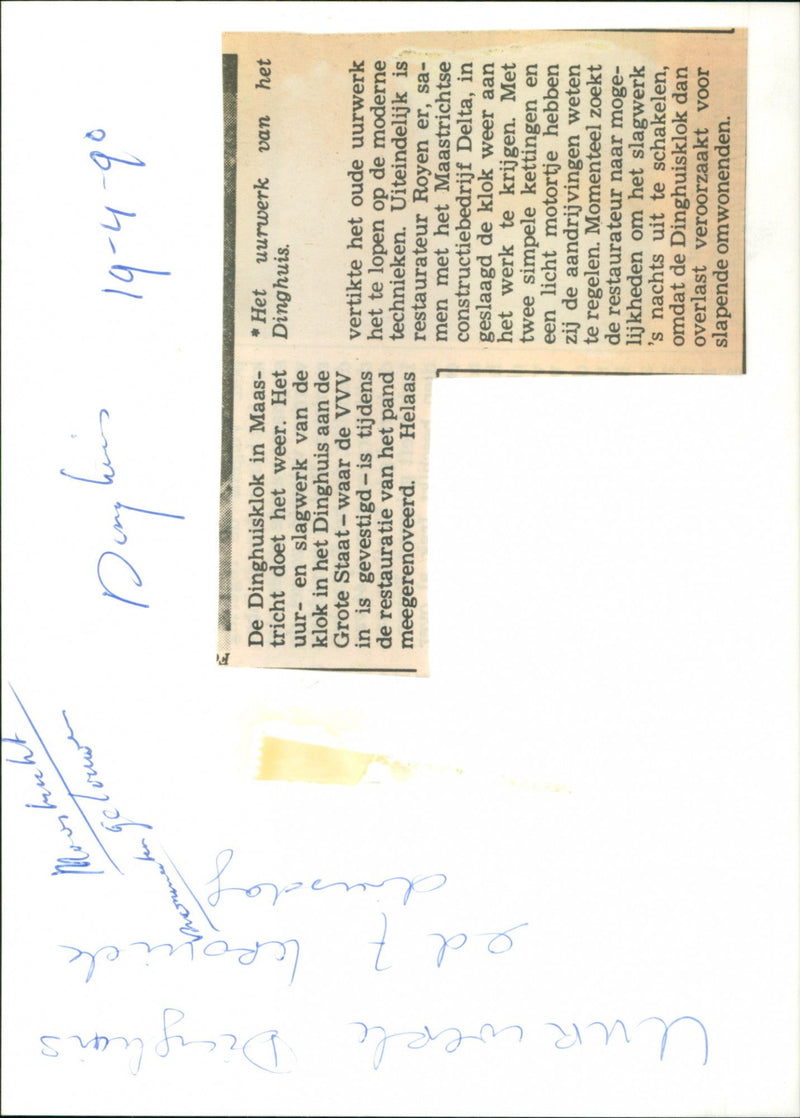 Maastricht
gebouwen
Dinghuis 19-4-90
De Dinghuisklok in Maas-
tricht doet het weer. Het
uur- en slagwerk van de
klok in het Dinghuis aan de
Grote Staat – waar de VVV
in is gevestigd – is tijdens
de restauratie van het pand
meegerenoveerd. Helaas
* Het uurwerk van het
Dinghuis.
vertikte het oude uurwerk
het te lopen op de moderne
technieken. Uiteindelijk is
restaurateur Royen er, sa-
men met het Maastrichtse
constructiebedrijf Delta, in
geslaagd de klok weer aan
het werk te krijgen. Met
twee simpele kettingen en
een licht motortje hebben
zij de aandrijvingen weten
te regelen. Momenteel zoekt
de restaurateur naar moge-
lijkheden om het slagwerk
's nachts uit te schakelen,
omdat de Dinghuisklok dan
overlast veroorzaakt voor
slapende omwonenden.
Uurwerk Dinghuis
ed 7 kroniek
dinsdag